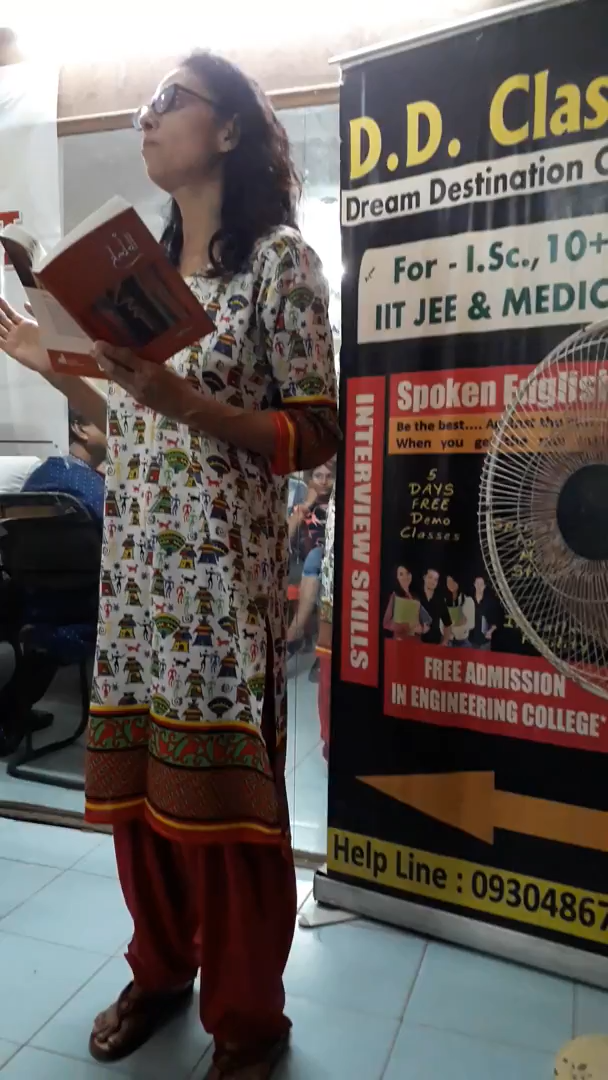 D.D. Clas
Dream Destination C
For - I.Sc., 10+
IIT JEE & MEDIC
INTERVIEW SKILLS
Spoken English
Be the best....
When you
5
DAYS
FREE
Demo
Classes
FREE ADMISSION
IN ENGINEERING COLLEGE*
Help Line : 09304867